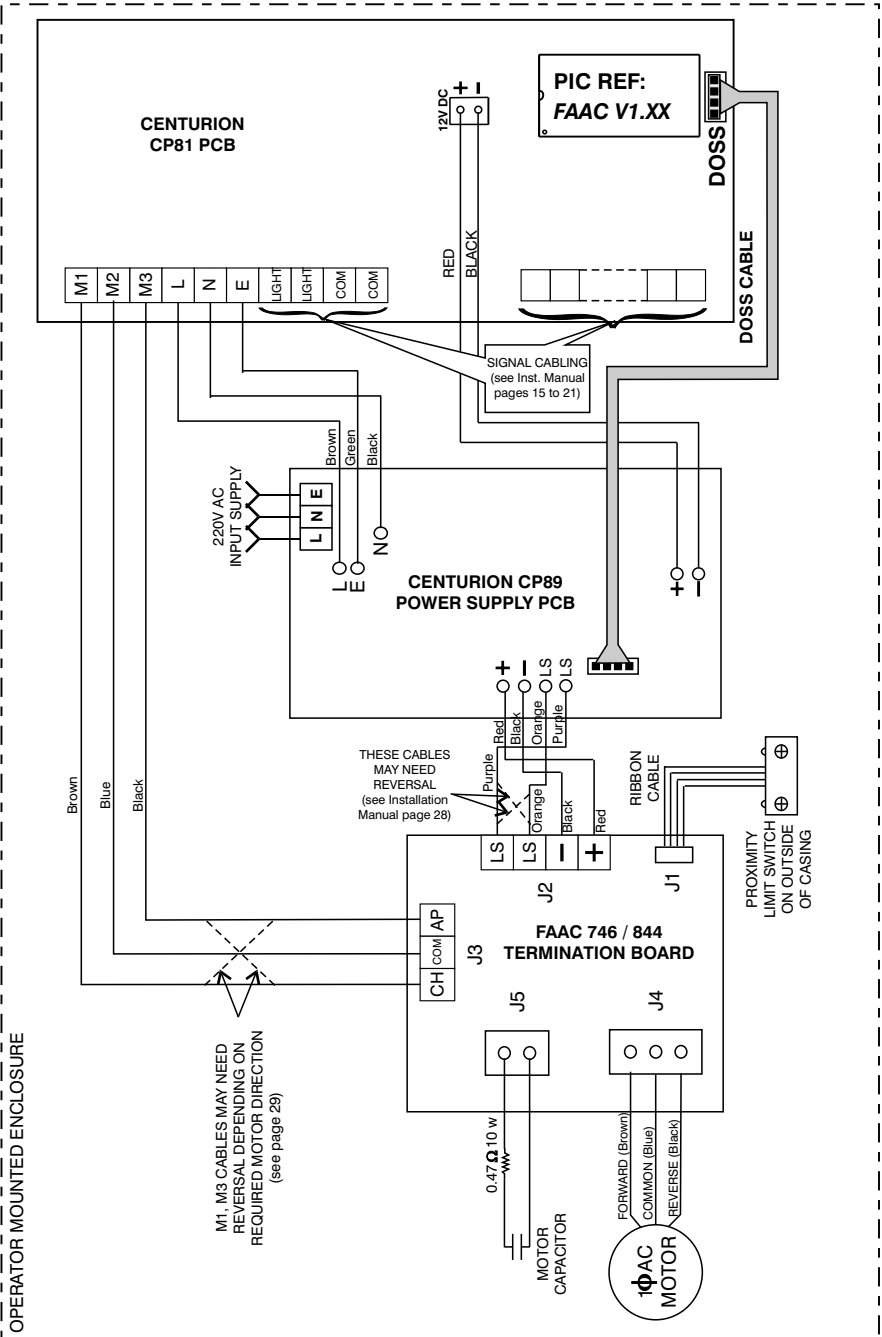 OPERATOR MOUNTED ENCLOSURE
CENTURION
CP81 PCB
12V DC
+
–
PIC REF:
FAAC V1.XX
DOSS
DOSS CABLE
RED
BLACK
M1
M2
M3
L
N
E
LIGHT
LIGHT
COM
COM
SIGNAL CABLING
(see Inst. Manual
pages 15 to 21)
Brown
Green
Black
220V AC
INPUT SUPPLY
L
N
E
L
E
N
CENTURION CP89
POWER SUPPLY PCB
+
–
+
–
LS
LS
Red
Black
Orange
Purple
THESE CABLES
MAY NEED
REVERSAL
(see Installation
Manual page 28)
Purple
Orange
Black
Red
RIBBON
CABLE
PROXIMITY
LIMIT SWITCH
ON OUTSIDE
OF CASING
Brown
Blue
Black
LS
LS
–
+
J2
J1
CH
COM
AP
J3
FAAC 746 / 844
TERMINATION BOARD
J5
J4
M1, M3 CABLES MAY NEED
REVERSAL DEPENDING ON
REQUIRED MOTOR DIRECTION
(see page 29)
0.47 Ω 10 w
MOTOR
CAPACITOR
FORWARD (Brown)
COMMON (Blue)
REVERSE (Black)
1ΦAC
MOTOR